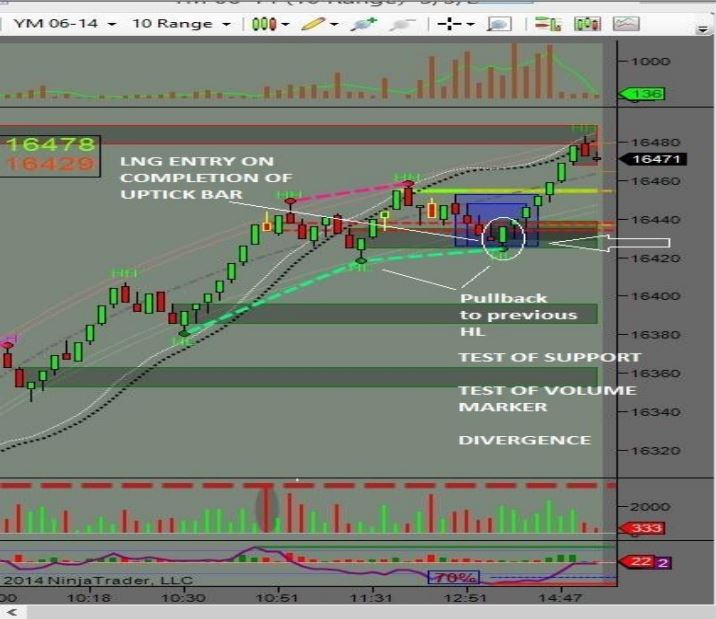 YM 06-14 10 Range
1000
136
16478
16429
LNG ENTRY ON
COMPLETION OF
UPTICK BAR
HH
HH
HH
HH
HL
HL
HL
H
16480
16471
16460
16440
16420
16400
16380
16360
16340
16320
Pullback
to previous
HL
TEST OF SUPPORT
TEST OF VOLUME
MARKER
DIVERGENCE
2000
333
22 2
70%
2014 NinjaTrader, LLC
00 10:18 10:30 10:51 11:31 12:51 14:47